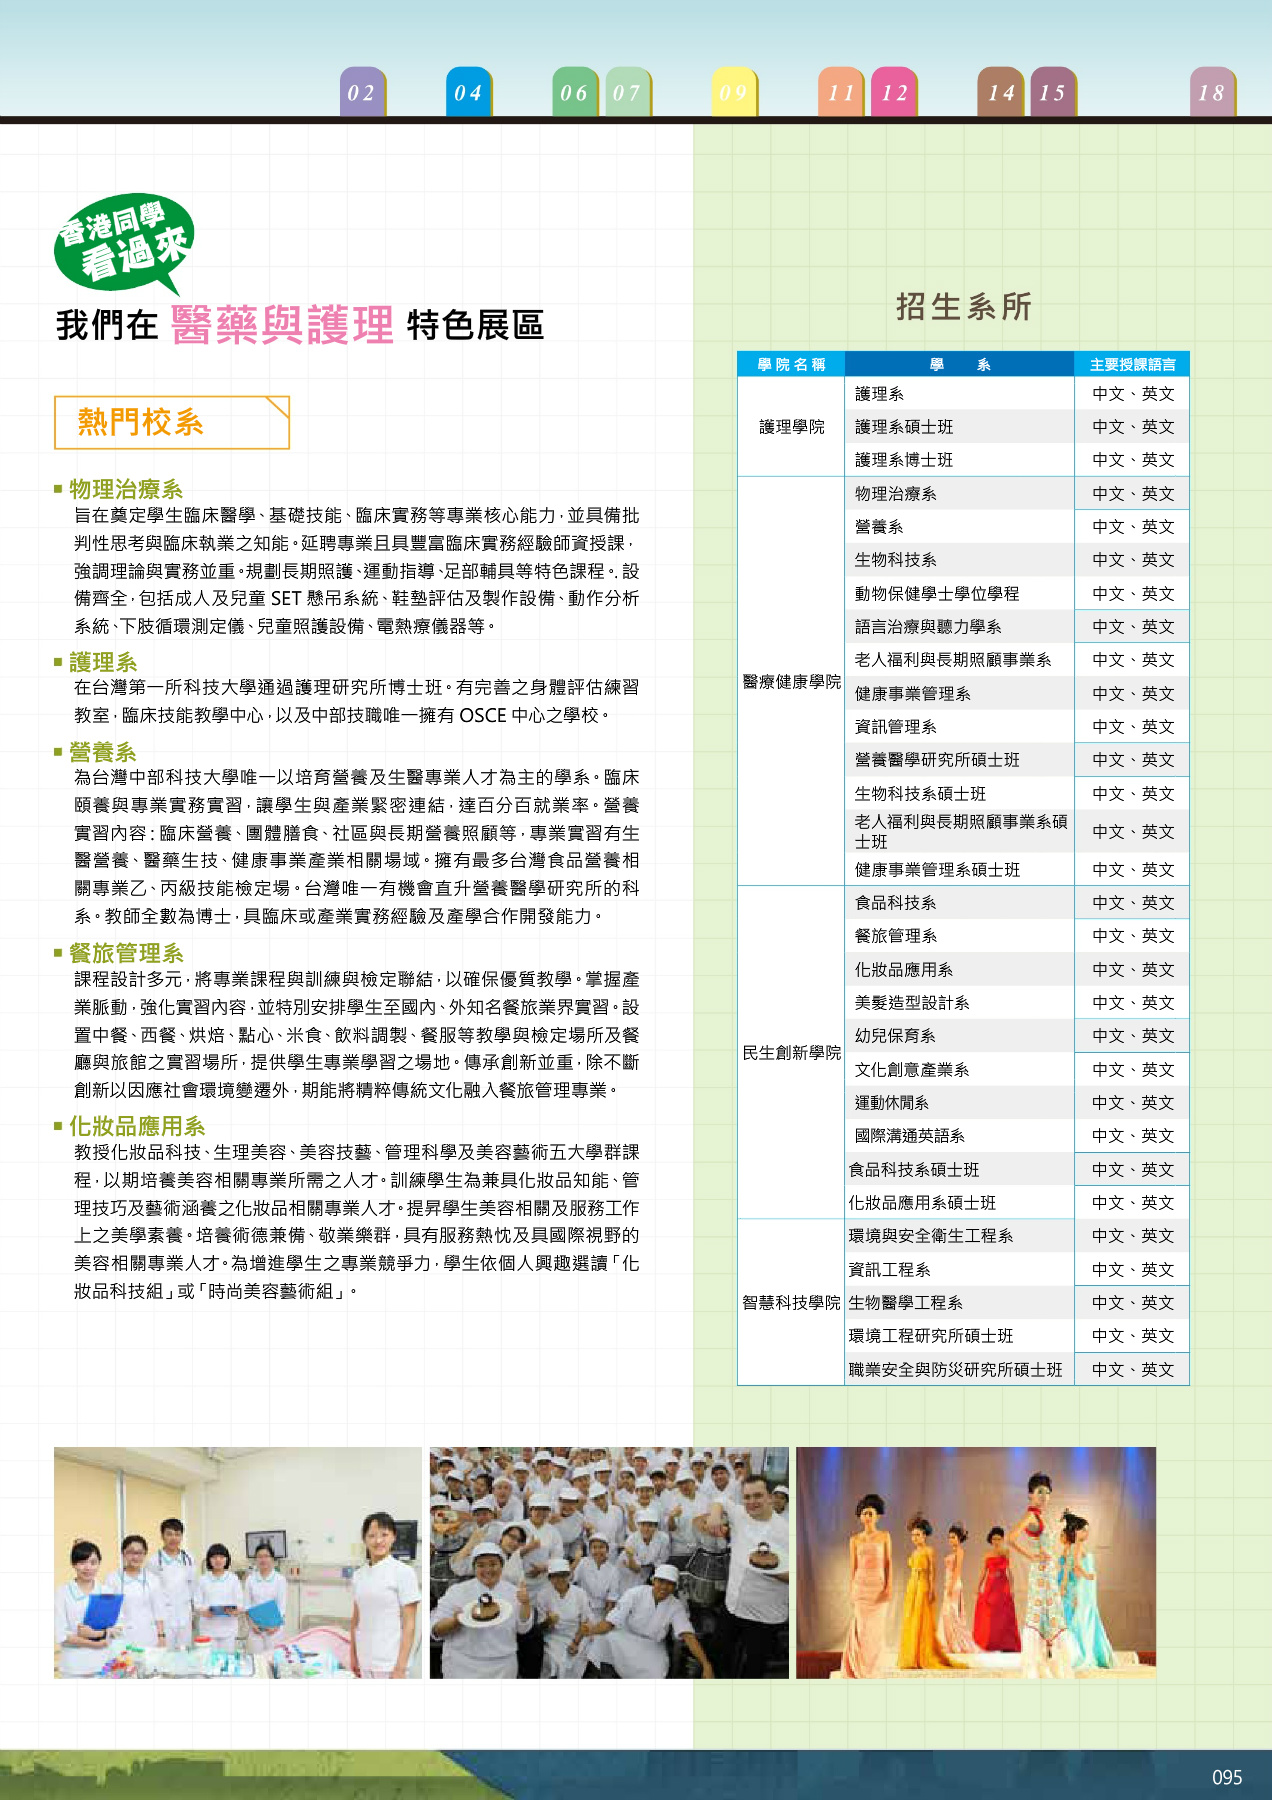 02 04 06 07 09 11 12 14 15 18
香港同學
看過來
我們在 醫藥與護理 特色展區
熱門校系
物理治療系
旨在奠定學生臨床醫學、基礎技能、臨床實務等專業核心能力，並具備批
判性思考與臨床執業之知能。延聘專業且具豐富臨床實務經驗師資授課，
強調理論與實務並重。規劃長期照護、運動指導、足部輔具等特色課程。. 設
備齊全，包括成人及兒童 SET 懸吊系統、鞋墊評估及製作設備、動作分析
系統、下肢循環測定儀、兒童照護設備、電熱療儀器等。
護理系
在台灣第一所科技大學通過護理研究所博士班。有完善之身體評估練習
教室，臨床技能教學中心，以及中部技職唯一擁有 OSCE 中心之學校。
營養系
為台灣中部科技大學唯一以培育營養及生醫專業人才為主的學系。臨床
頤養與專業實務實習，讓學生與產業緊密連結，達百分百就業率。營養
實習內容：臨床營養、團體膳食、社區與長期營養照顧等，專業實習有生
醫營養、醫藥生技、健康事業產業相關場域。擁有最多台灣食品營養相
關專業乙、丙級技能檢定場。台灣唯一有機會直升營養醫學研究所的科
系。教師全數為博士，具臨床或產業實務經驗及產學合作開發能力。
餐旅管理系
課程設計多元，將專業課程與訓練與檢定聯結，以確保優質教學。掌握產
業脈動，強化實習內容，並特別安排學生至國內、外知名餐旅業界實習。設
置中餐、西餐、烘焙、點心、米食、飲料調製、餐服等教學與檢定場所及餐
廳與旅館之實習場所，提供學生專業學習之場地。傳承創新並重，除不斷
創新以因應社會環境變遷外，期能將精粹傳統文化融入餐旅管理專業。
化妝品應用系
教授化妝品科技、生理美容、美容技藝、管理科學及美容藝術五大學群課
程，以期培養美容相關專業所需之人才。訓練學生為兼具化妝品知能、管
理技巧及藝術涵養之化妝品相關專業人才。提昇學生美容相關及服務工作
上之美學素養。培養術德兼備、敬業樂群，具有服務熱忱及具國際視野的
美容相關專業人才。為增進學生之專業競爭力，學生依個人興趣選讀「化
妝品科技組」或「時尚美容藝術組」。
招生系所
學院名稱 學 系 主要授課語言
護理學院
護理系 中文、英文
護理系碩士班 中文、英文
護理系博士班 中文、英文
醫療健康學院
物理治療系 中文、英文
營養系 中文、英文
生物科技系 中文、英文
動物保健學士學位學程 中文、英文
語言治療與聽力學系 中文、英文
老人福利與長期照顧事業系 中文、英文
健康事業管理系 中文、英文
資訊管理系 中文、英文
營養醫學研究所碩士班 中文、英文
生物科技系碩士班 中文、英文
老人福利與長期照顧事業系碩
士班 中文、英文
健康事業管理系碩士班 中文、英文
民生創新學院
食品科技系 中文、英文
餐旅管理系 中文、英文
化妝品應用系 中文、英文
美髮造型設計系 中文、英文
幼兒保育系 中文、英文
文化創意產業系 中文、英文
運動休閒系 中文、英文
國際溝通英語系 中文、英文
食品科技系碩士班 中文、英文
化妝品應用系碩士班 中文、英文
智慧科技學院
環境與安全衛生工程系 中文、英文
資訊工程系 中文、英文
生物醫學工程系 中文、英文
環境工程研究所碩士班 中文、英文
職業安全與防災研究所碩士班 中文、英文
095